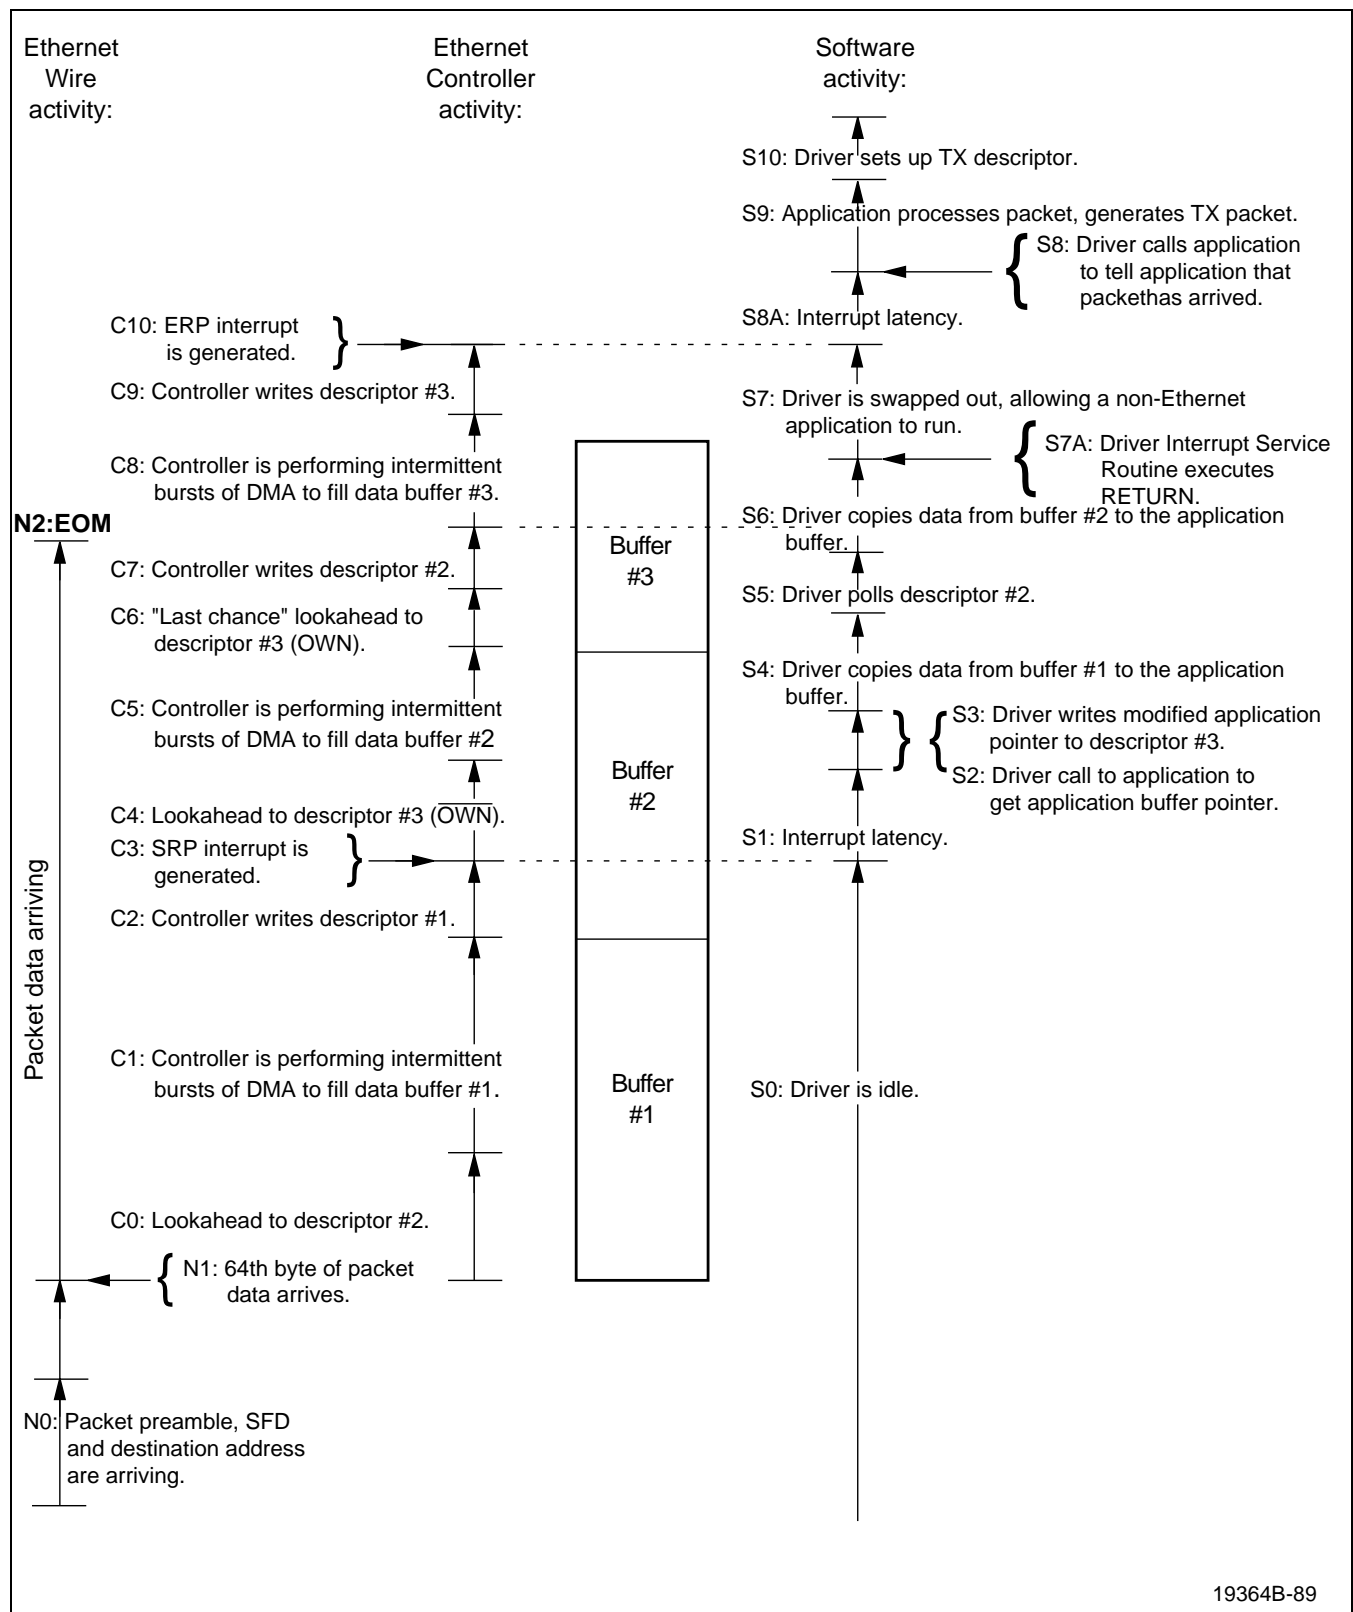 Ethernet
Wire
activity:
Ethernet
Controller
activity:
Software
activity:
S10: Driver sets up TX descriptor.
S9: Application processes packet, generates TX packet.
S8: Driver calls application
to tell application that
packethas arrived.
S8A: Interrupt latency.
C10: ERP interrupt
is generated.
C9: Controller writes descriptor #3.
S7: Driver is swapped out, allowing a non-Ethernet
application to run.
S7A: Driver Interrupt Service
Routine executes
RETURN.
C8: Controller is performing intermittent
bursts of DMA to fill data buffer #3.
N2:EOM
S6: Driver copies data from buffer #2 to the application
buffer.
Buffer
#3
C7: Controller writes descriptor #2.
S5: Driver polls descriptor #2.
C6: "Last chance" lookahead to
descriptor #3 (OWN).
S4: Driver copies data from buffer #1 to the application
buffer.
C5: Controller is performing intermittent
bursts of DMA to fill data buffer #2
S3: Driver writes modified application
pointer to descriptor #3.
S2: Driver call to application to
get application buffer pointer.
Buffer
#2
C4: Lookahead to descriptor #3 (O̅W̅N̅).
S1: Interrupt latency.
C3: SRP interrupt is
generated.
C2: Controller writes descriptor #1.
Packet data arriving
C1: Controller is performing intermittent
bursts of DMA to fill data buffer #1.
Buffer
#1
S0: Driver is idle.
C0: Lookahead to descriptor #2.
N1: 64th byte of packet
data arrives.
N0: Packet preamble, SFD
and destination address
are arriving.
19364B-89